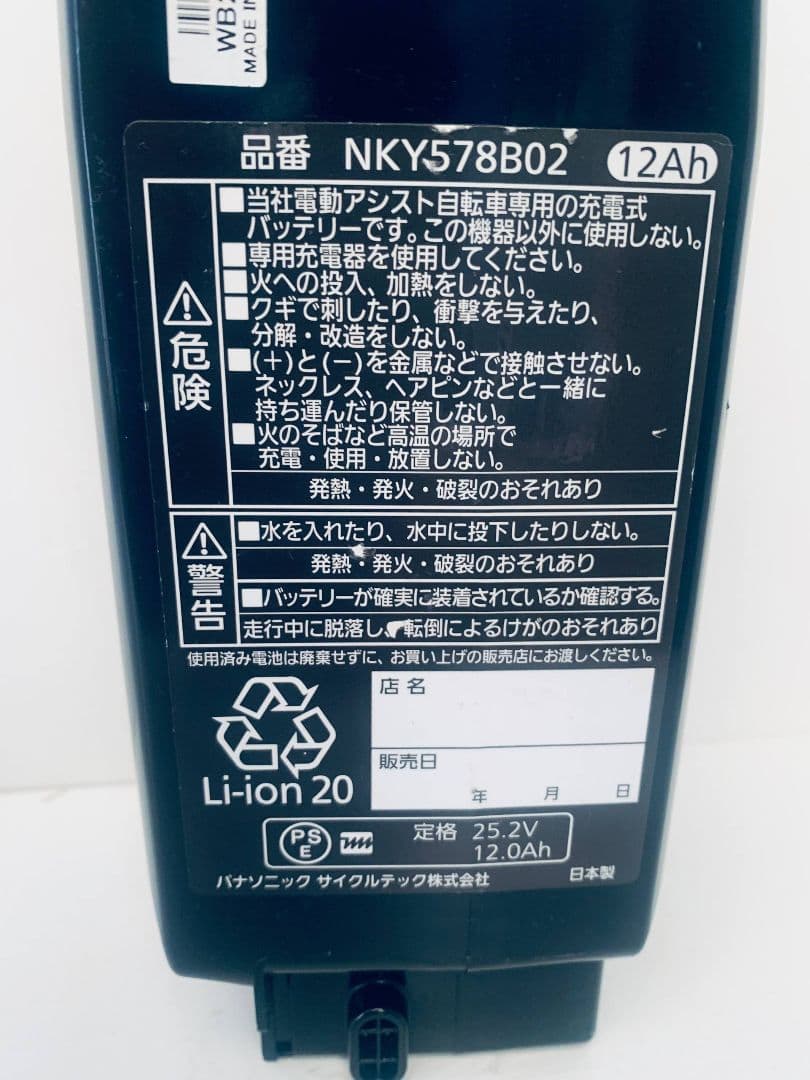 MADE IN
品番 NKY578B02 12Ah
危険
■当社電動アシスト自転車専用の充電式
バッテリーです。この機器以外に使用しない。
■専用充電器を使用してください。
■火への投入、加熱をしない。
■クギで刺したり、衝撃を与えたり、
分解・改造をしない。
■(+)と(−)を金属などで接触させない。
ネックレス、ヘアピンなどと一緒に
持ち運んだり保管しない。
■火のそばなど高温の場所で
充電・使用・放置しない。
発熱・発火・破裂のおそれあり
警告
■水を入れたり、水中に投下したりしない。
発熱・発火・破裂のおそれあり
■バッテリーが確実に装着されているか確認する。
走行中に脱落し、転倒によるけがのおそれあり
使用済み電池は廃棄せずに、お買い上げの販売店にお渡しください。
店名
販売日
年 月 日
Li-ion 20
PS
E
定格 25.2V
12.0Ah
パナソニック サイクルテック株式会社 日本製